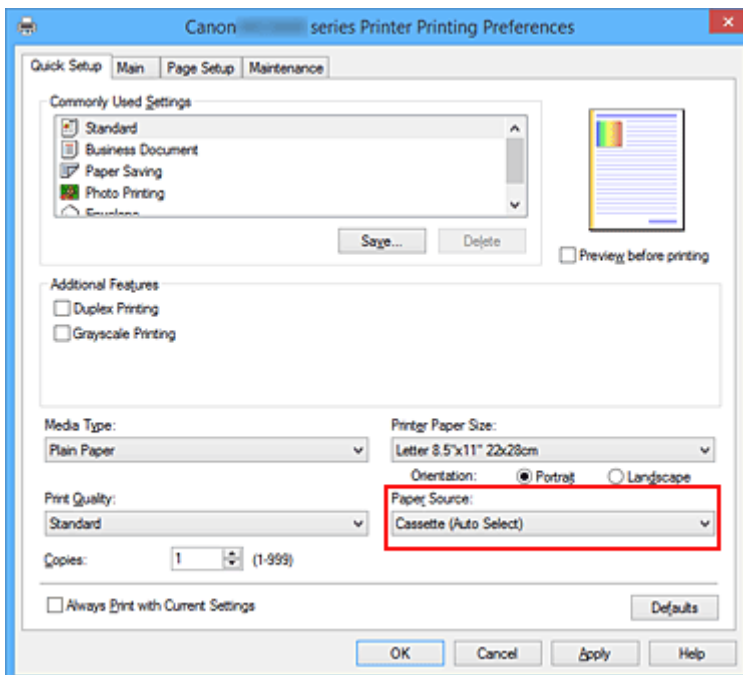 Canon series Printer Printing Preferences
Quick Setup Main Page Setup Maintenance
Commonly Used Settings
Standard
Business Document
Paper Saving
Photo Printing
Save... Delete
Preview before printing
Additional Features
Duplex Printing
Grayscale Printing
Media Type:
Plain Paper
Printer Paper Size:
Letter 8.5"x11" 22x28cm
Orientation: Portrait Landscape
Print Quality:
Standard
Paper Source:
Cassette (Auto Select)
Copies: 1 (1-999)
Always Print with Current Settings
Defaults
OK Cancel Apply Help